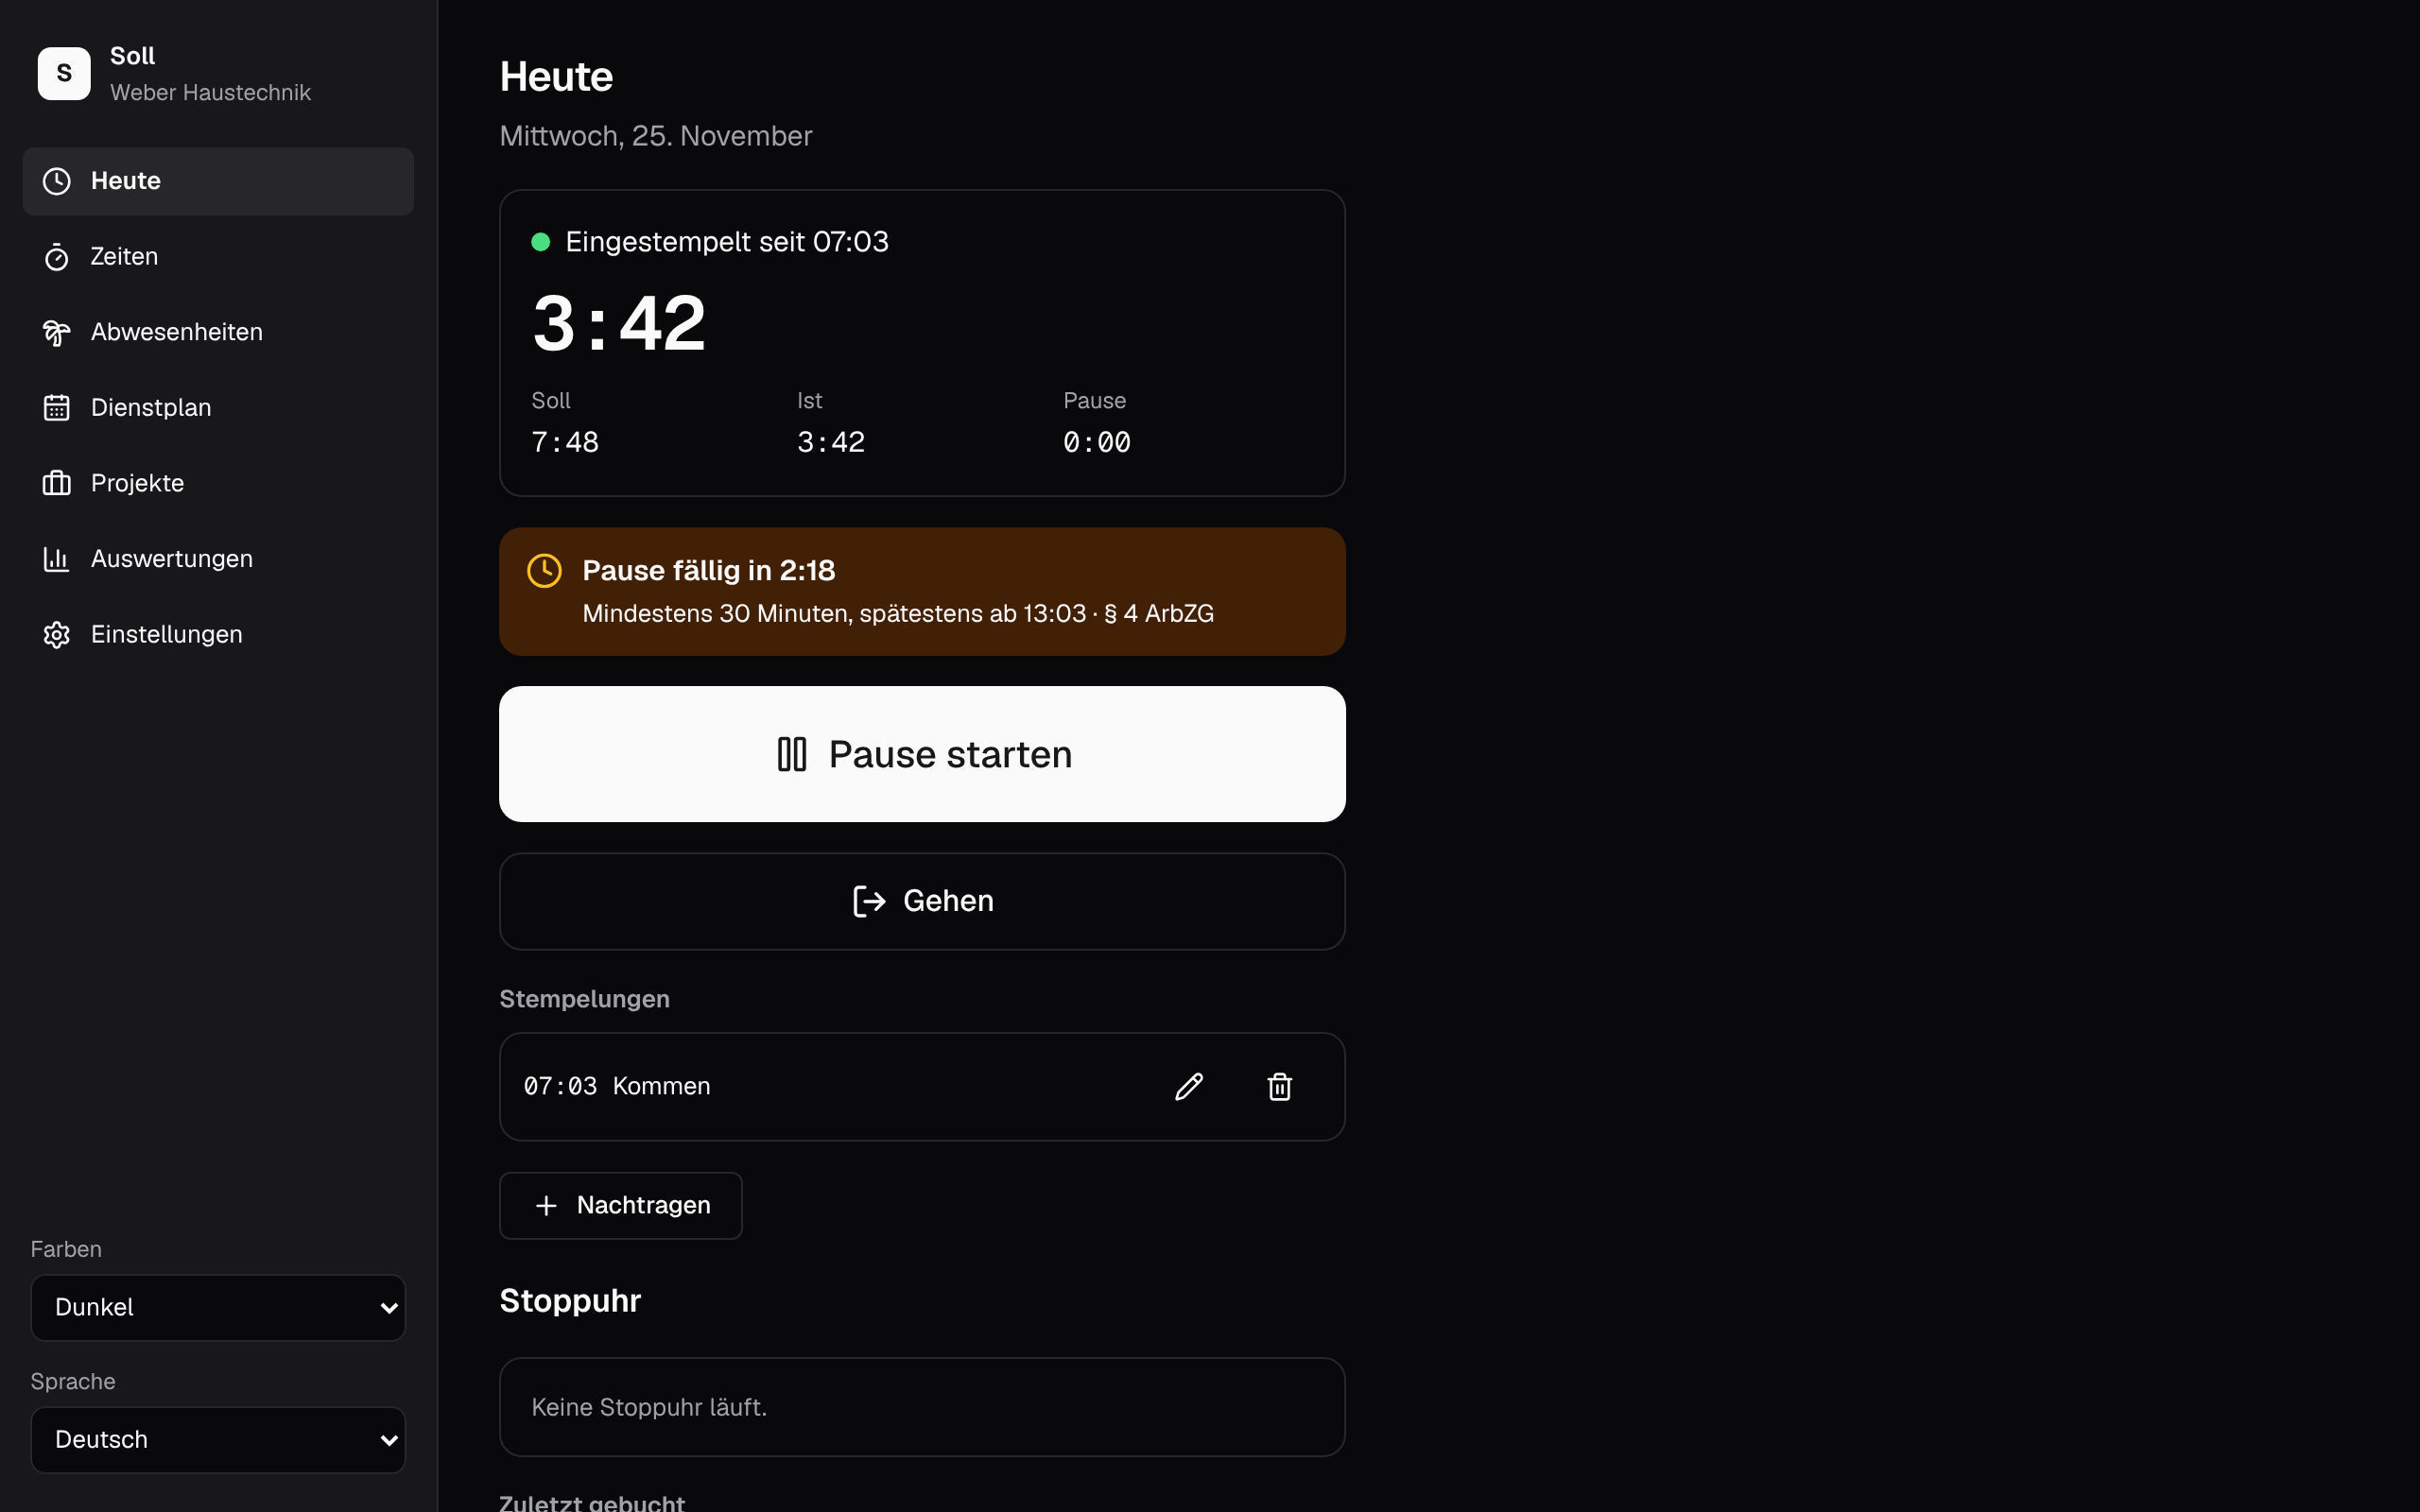 S
Soll
Weber Haustechnik
Heute
Zeiten
Abwesenheiten
Dienstplan
Projekte
Auswertungen
Einstellungen
Farben
Dunkel
Sprache
Deutsch
Heute
Mittwoch, 25. November
Eingestempelt seit 07:03
3:42
Soll Ist Pause
7:48 3:42 0:00
Pause fällig in 2:18
Mindestens 30 Minuten, spätestens ab 13:03 · § 4 ArbZG
Pause starten
Gehen
Stempelungen
07:03 Kommen
Nachtragen
Stoppuhr
Keine Stoppuhr läuft.
Zuletzt gebucht